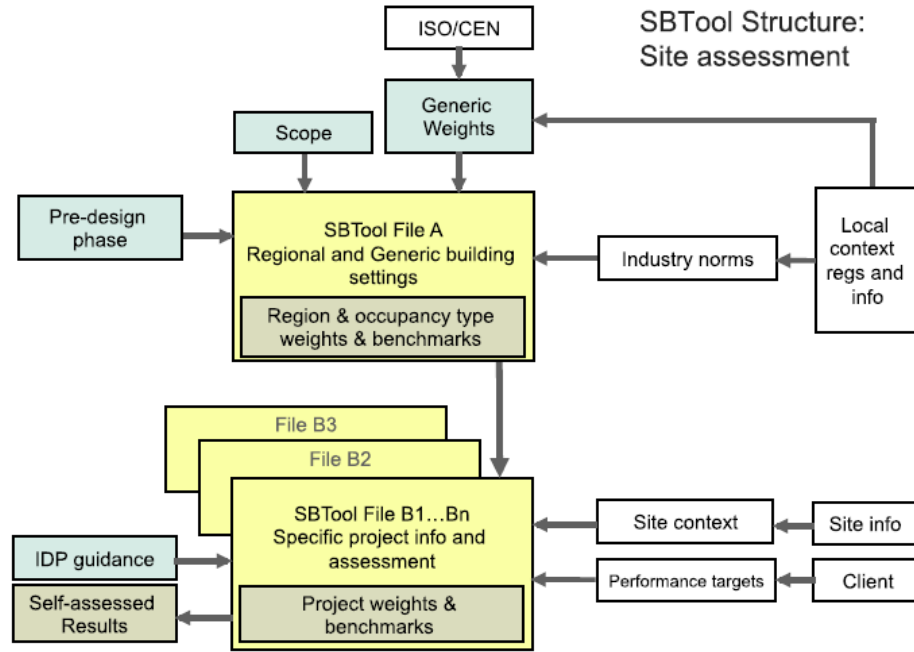 ISO/CEN
SBTool Structure:
Site assessment
Generic
Weights
Scope
Pre-design
phase
SBTool File A
Regional and Generic building
settings
Region & occupancy type
weights & benchmarks
Industry norms
Local
context
regs and
info
File B3
File B2
SBTool File B1...Bn
Specific project info and
assessment
Project weights &
benchmarks
IDP guidance
Self-assessed
Results
Site context
Site info
Performance targets
Client